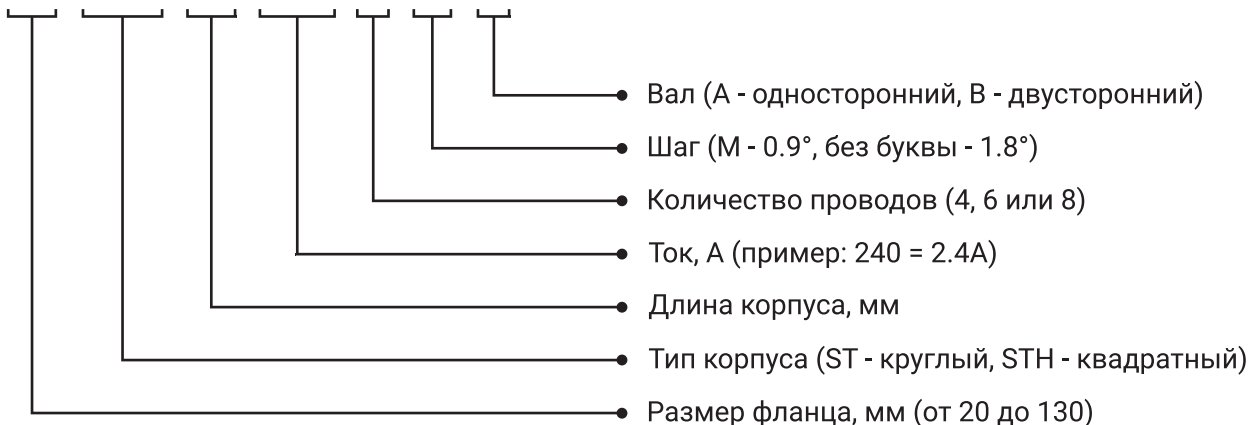 Вал (A - односторонний, B - двусторонний)
Шаг (M - 0.9°, без буквы - 1.8°)
Количество проводов (4, 6 или 8)
Ток, А (пример: 240 = 2.4А)
Длина корпуса, мм
Тип корпуса (ST - круглый, STH - квадратный)
Размер фланца, мм (от 20 до 130)